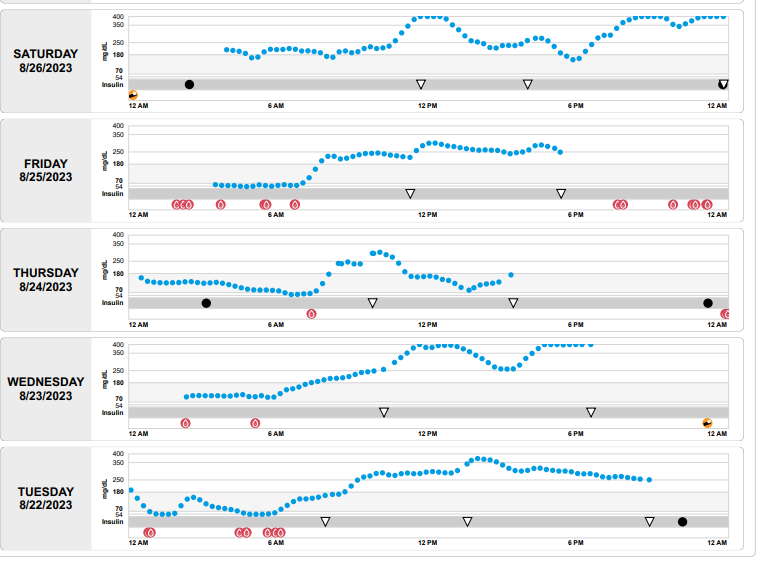 400
350
SATURDAY
8/26/2023
mg/dL
250
180
70
54
Insulin
12 AM 6 AM 12 PM 6 PM 12 AM
400
350
FRIDAY
8/25/2023
mg/dL
250
180
70
54
Insulin
12 AM 6 AM 12 PM 6 PM 12 AM
400
350
THURSDAY
8/24/2023
mg/dL
250
180
70
54
Insulin
12 AM 6 AM 12 PM 6 PM 12 AM
400
350
WEDNESDAY
8/23/2023
mg/dL
250
180
70
54
Insulin
12 AM 6 AM 12 PM 6 PM 12 AM
400
350
TUESDAY
8/22/2023
mg/dL
250
180
70
54
Insulin
12 AM 6 AM 12 PM 6 PM 12 AM